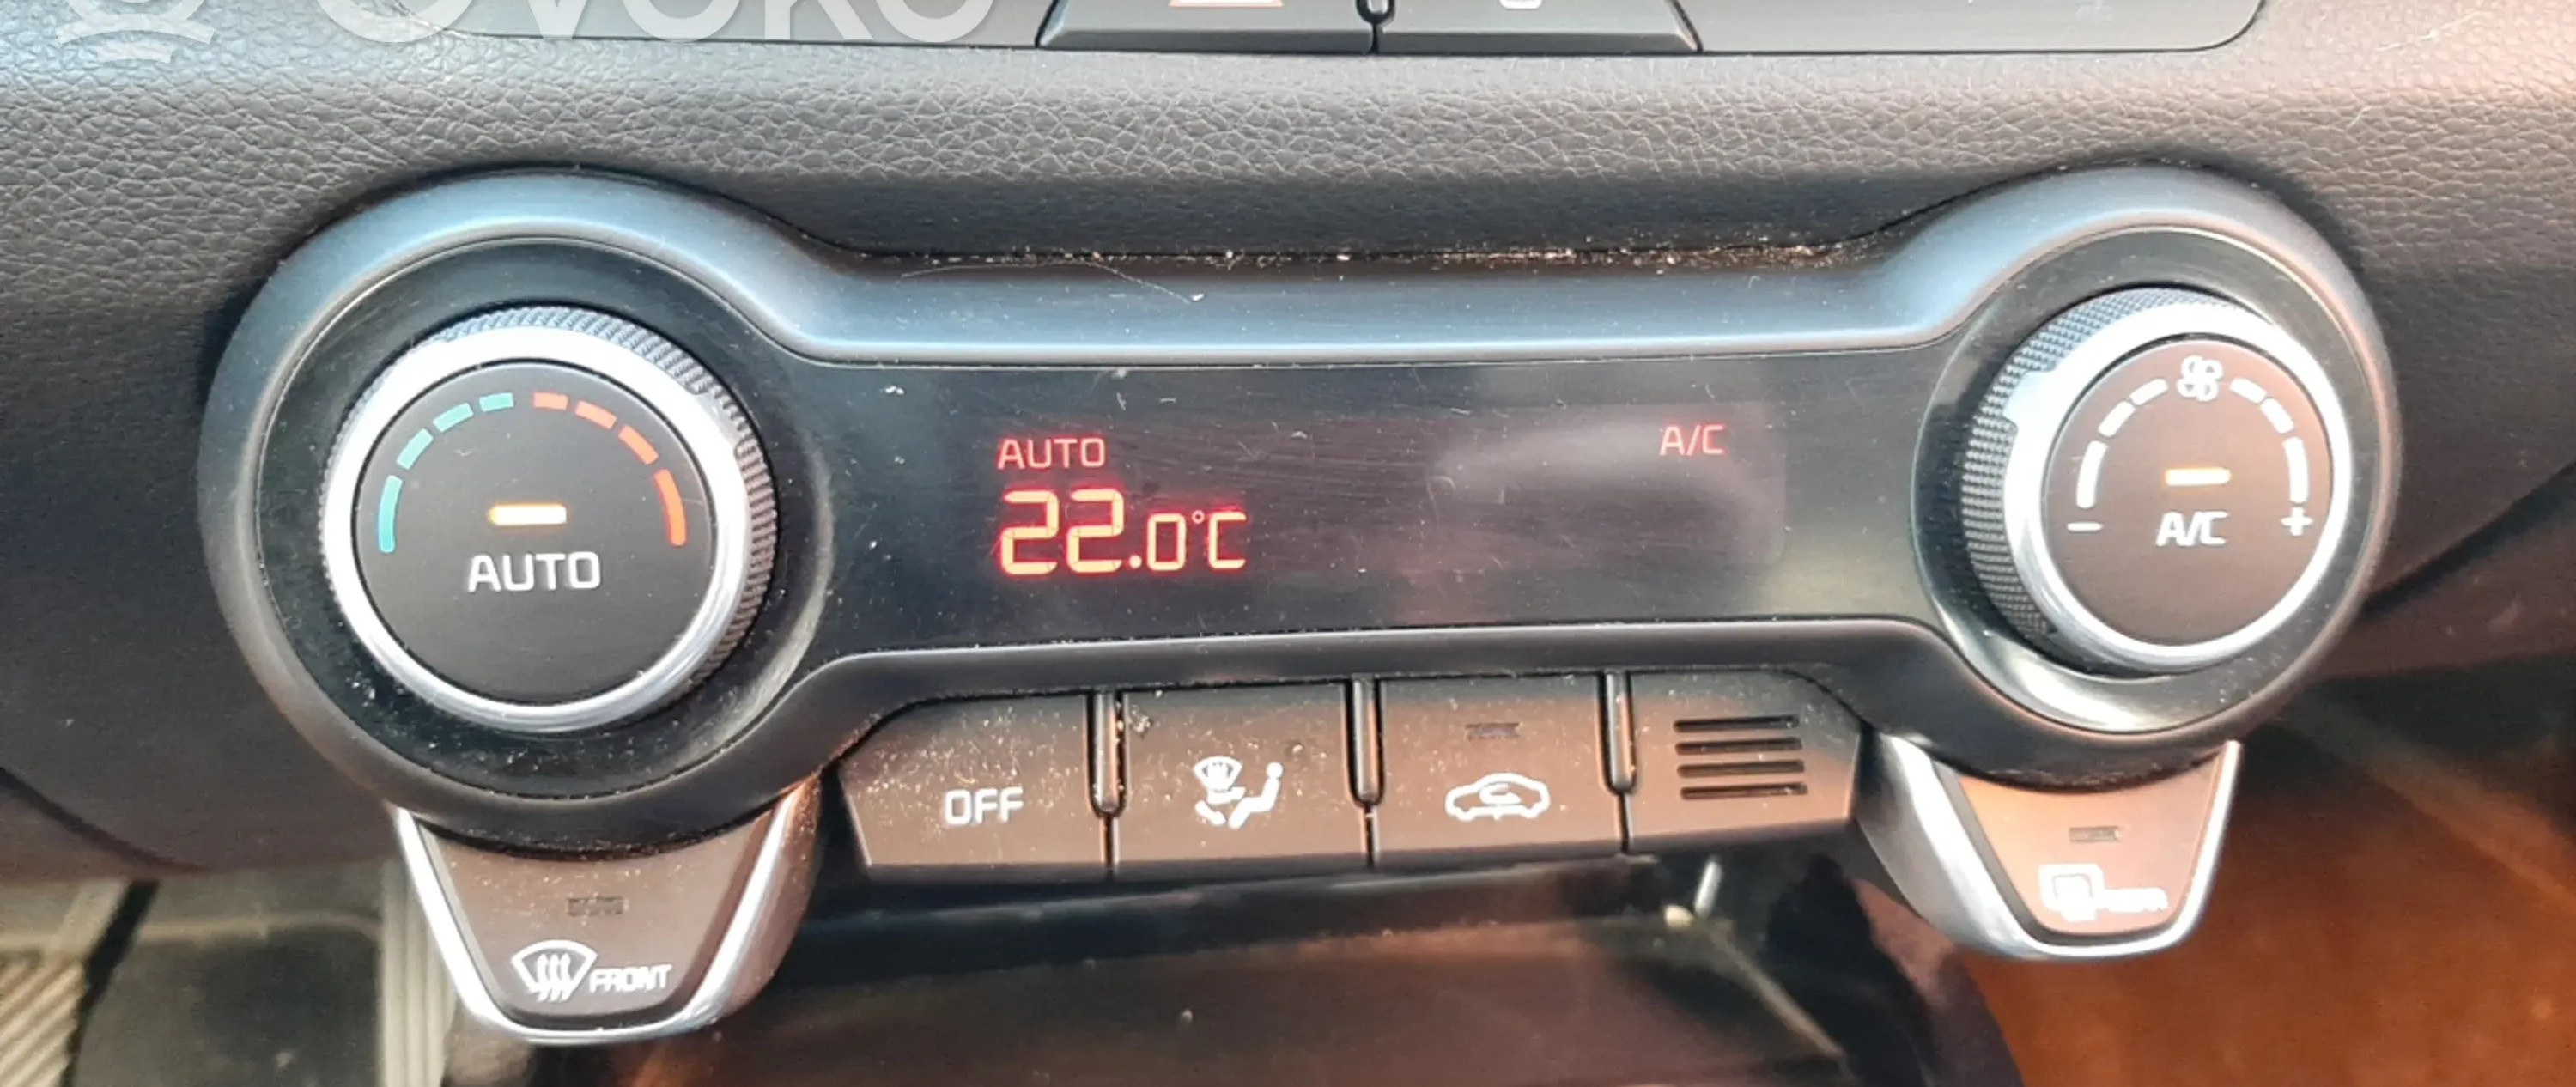 AUTO
22.0°C
A/C
AUTO
A/C
- +
OFF
FRONT